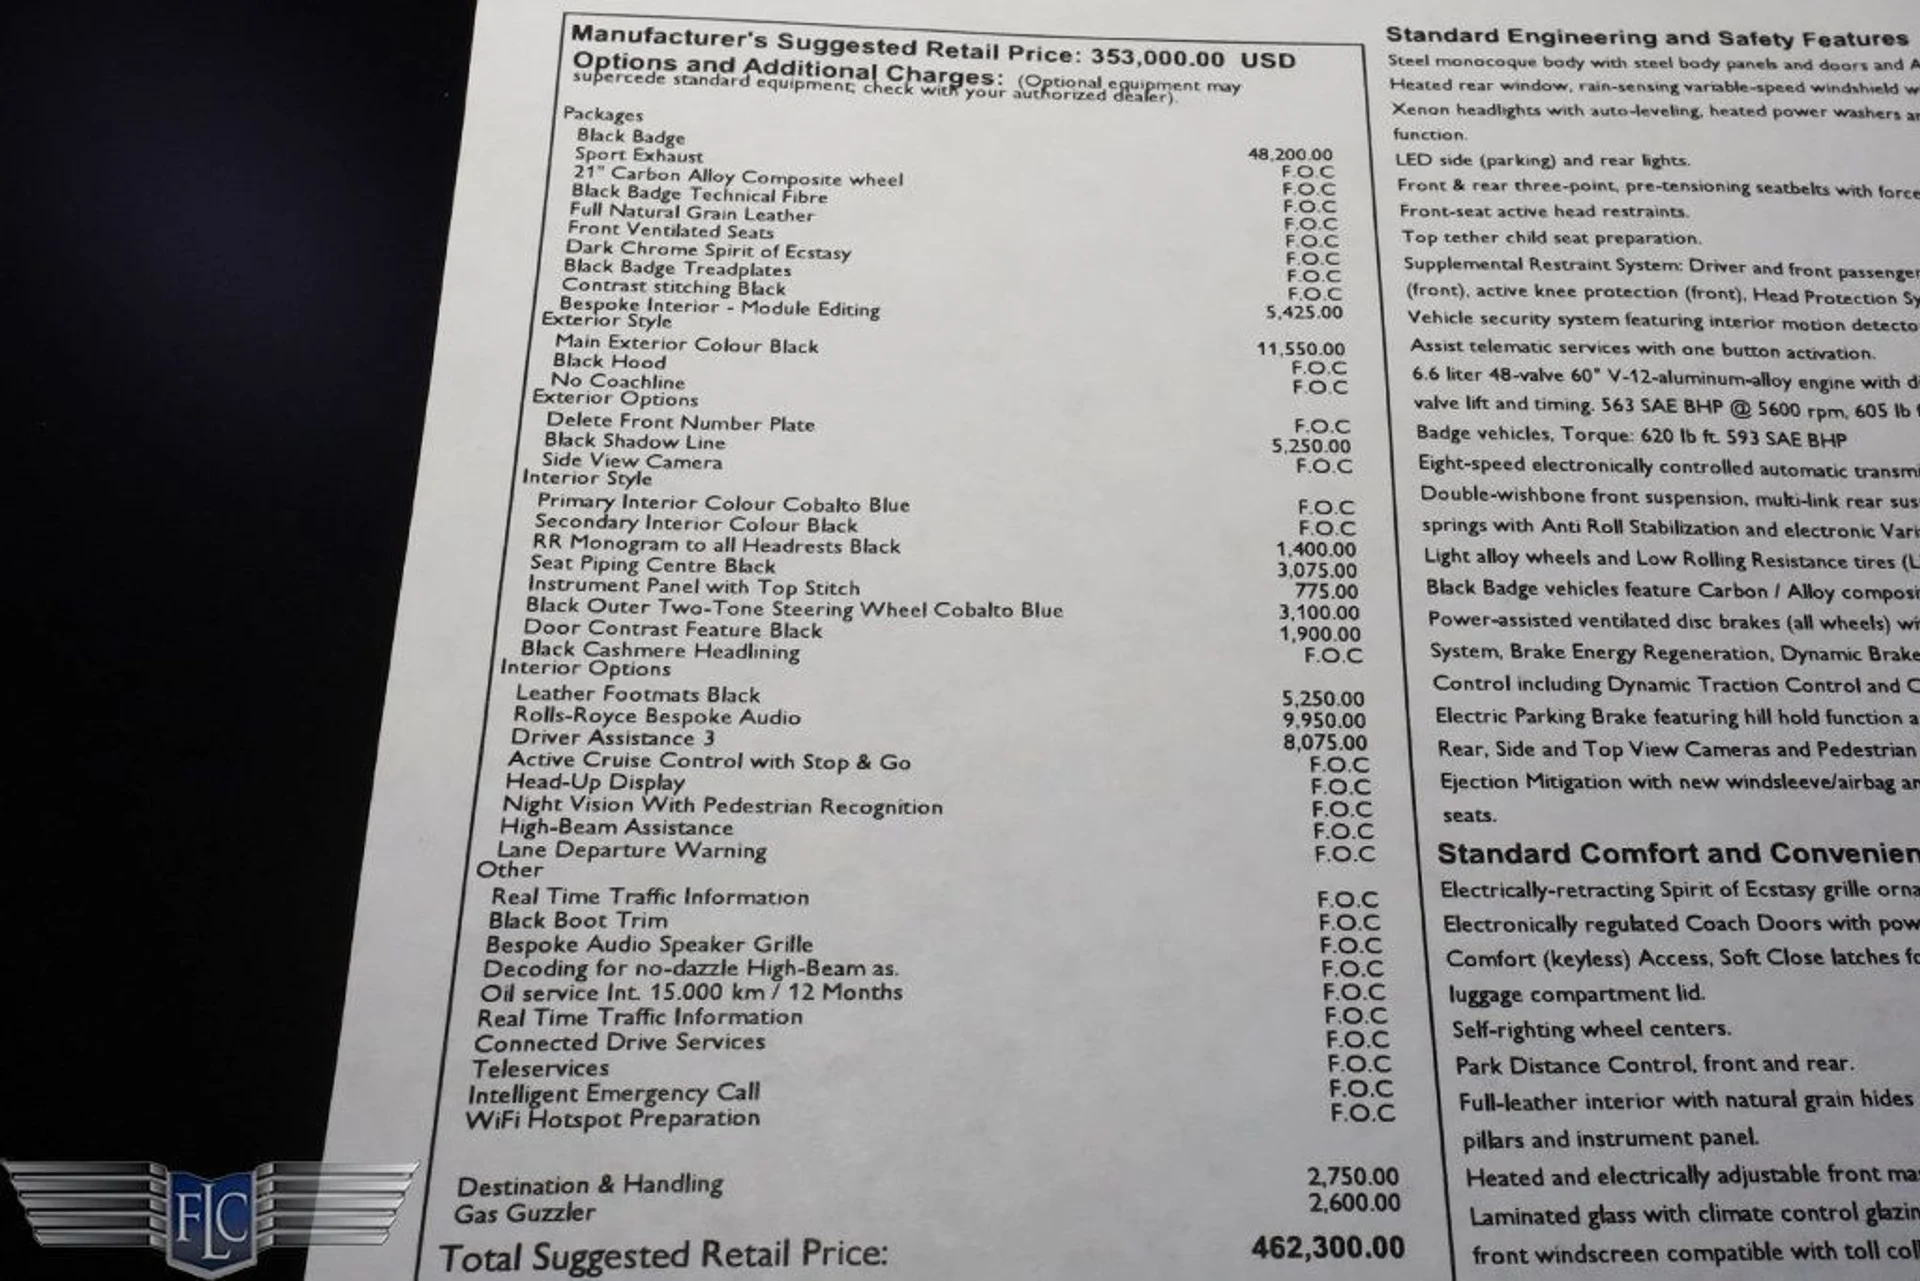 Manufacturer's Suggested Retail Price: 353,000.00 USD
Options and Additional Charges: (Optional equipment may
supercede standard equipment; check with your authorized dealer).
Packages
Black Badge 48,200.00
Sport Exhaust F.O.C
21" Carbon Alloy Composite wheel F.O.C
Black Badge Technical Fibre F.O.C
Full Natural Grain Leather F.O.C
Front Ventilated Seats F.O.C
Dark Chrome Spirit of Ecstasy F.O.C
Black Badge Treadplates F.O.C
Contrast stitching Black F.O.C
Bespoke Interior - Module Editing 5,425.00
Exterior Style
Main Exterior Colour Black 11,550.00
Black Hood F.O.C
No Coachline F.O.C
Exterior Options
Delete Front Number Plate F.O.C
Black Shadow Line 5,250.00
Side View Camera F.O.C
Interior Style
Primary Interior Colour Cobalto Blue F.O.C
Secondary Interior Colour Black F.O.C
RR Monogram to all Headrests Black 1,400.00
Seat Piping Centre Black 3,075.00
Instrument Panel with Top Stitch 775.00
Black Outer Two-Tone Steering Wheel Cobalto Blue 3,100.00
Door Contrast Feature Black 1,900.00
Black Cashmere Headlining F.O.C
Interior Options
Leather Footmats Black 5,250.00
Rolls-Royce Bespoke Audio 9,950.00
Driver Assistance 3 8,075.00
Active Cruise Control with Stop & Go F.O.C
Head-Up Display F.O.C
Night Vision With Pedestrian Recognition F.O.C
High-Beam Assistance F.O.C
Lane Departure Warning F.O.C
Other
Real Time Traffic Information F.O.C
Black Boot Trim F.O.C
Bespoke Audio Speaker Grille F.O.C
Decoding for no-dazzle High-Beam as. F.O.C
Oil service Int. 15.000 km / 12 Months F.O.C
Real Time Traffic Information F.O.C
Connected Drive Services F.O.C
Teleservices F.O.C
Intelligent Emergency Call F.O.C
WiFi Hotspot Preparation F.O.C
Destination & Handling 2,750.00
Gas Guzzler 2,600.00
Total Suggested Retail Price: 462,300.00
Standard Engineering and Safety Features
Steel monocoque body with steel body panels and doors and
Heated rear window, rain-sensing variable-speed windshield
Xenon headlights with auto-leveling, heated power washers
function.
LED side (parking) and rear lights.
Front & rear three-point, pre-tensioning seatbelts with force
Front-seat active head restraints.
Top tether child seat preparation.
Supplemental Restraint System: Driver and front passenger
(front), active knee protection (front), Head Protection
Vehicle security system featuring interior motion
Assist telematic services with one button activation.
6.6 liter 48-valve 60° V-12-aluminum-alloy engine with
valve lift and timing. 563 SAE BHP @ 5600 rpm, 605 lb
Badge vehicles, Torque: 620 lb ft. 593 SAE BHP
Eight-speed electronically controlled automatic
Double-wishbone front suspension, multi-link rear
springs with Anti Roll Stabilization and electronic
Light alloy wheels and Low Rolling Resistance tires
Black Badge vehicles feature Carbon / Alloy
Power-assisted ventilated disc brakes (all wheels)
System, Brake Energy Regeneration, Dynamic Brake
Control including Dynamic Traction Control and
Electric Parking Brake featuring hill hold function
Rear, Side and Top View Cameras and Pedestrian
Ejection Mitigation with new windsleeve/airbag
seats.
Standard Comfort and
Electrically-retracting Spirit of Ecstasy grille
Electronically regulated Coach Doors with
Comfort (keyless) Access, Soft Close latches
luggage compartment lid.
Self-righting wheel centers.
Park Distance Control, front and rear.
Full-leather interior with natural grain hides
pillars and instrument panel.
Heated and electrically adjustable front
Laminated glass with climate control
front windscreen compatible with toll
FLC